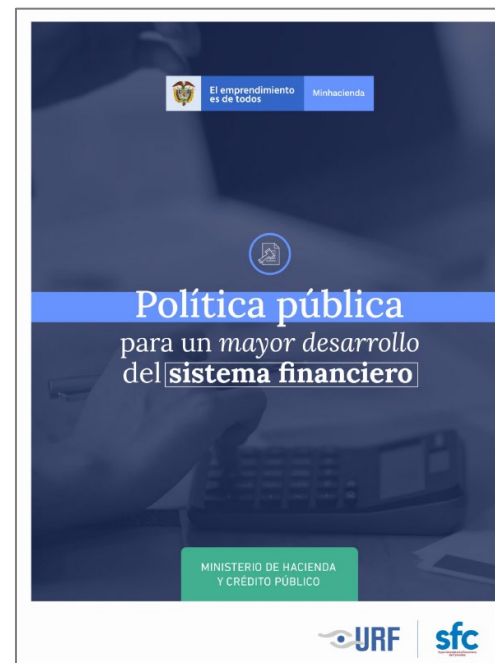 El emprendimiento
es de todos
Minhacienda
Política pública
para un mayor desarrollo
del sistema financiero
MINISTERIO DE HACIENDA
Y CRÉDITO PÚBLICO
URF
sfc